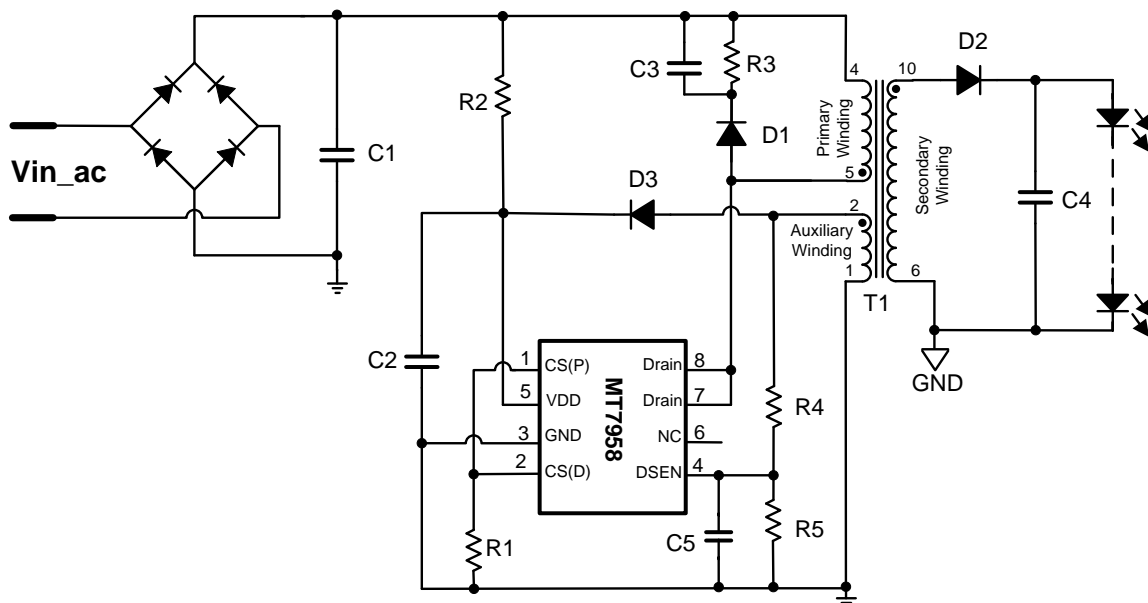 Vin_ac
C1
R2
C3
R3
D1
D3
4
5
2
1
Primary
Winding
Auxiliary
Winding
Secondary
Winding
10
6
T1
D2
C4
GND
C2
R1
MT7958
1
CS(P)
5
VDD
3
GND
2
CS(D)
Drain
8
Drain
7
NC
6
DSEN
4
C5
R4
R5